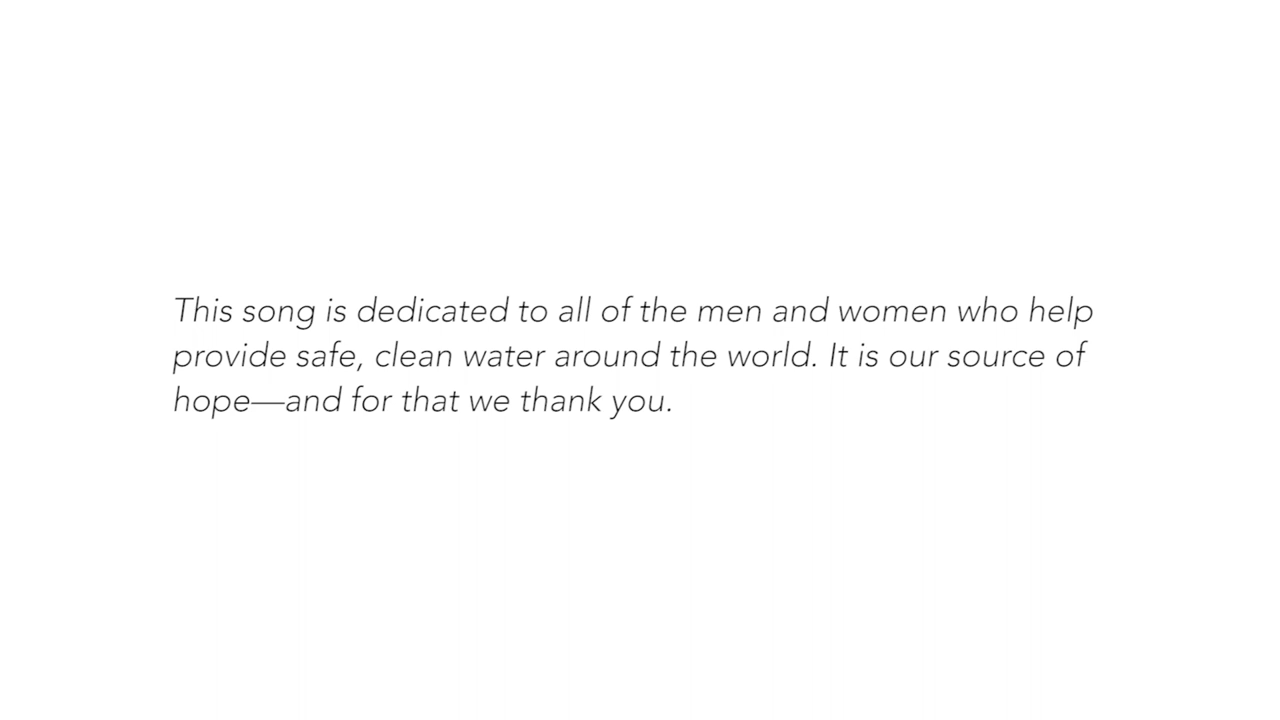 This song is dedicated to all of the men and women who help
provide safe, clean water around the world. It is our source of
hope—and for that we thank you.